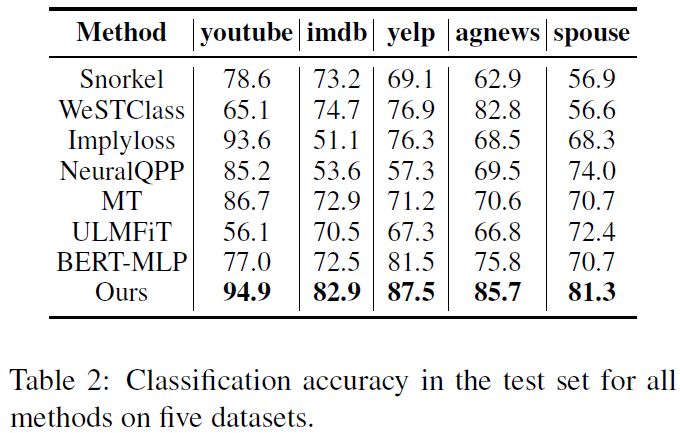 Method youtube imdb yelp agnews spouse
Snorkel 78.6 73.2 69.1 62.9 56.9
WeSTClass 65.1 74.7 76.9 82.8 56.6
Implyloss 93.6 51.1 76.3 68.5 68.3
NeuralQPP 85.2 53.6 57.3 69.5 74.0
MT 86.7 72.9 71.2 70.6 70.7
ULMFiT 56.1 70.5 67.3 66.8 72.4
BERT-MLP 77.0 72.5 81.5 75.8 70.7
Ours 94.9 82.9 87.5 85.7 81.3
Table 2: Classification accuracy in the test set for all
methods on five datasets.